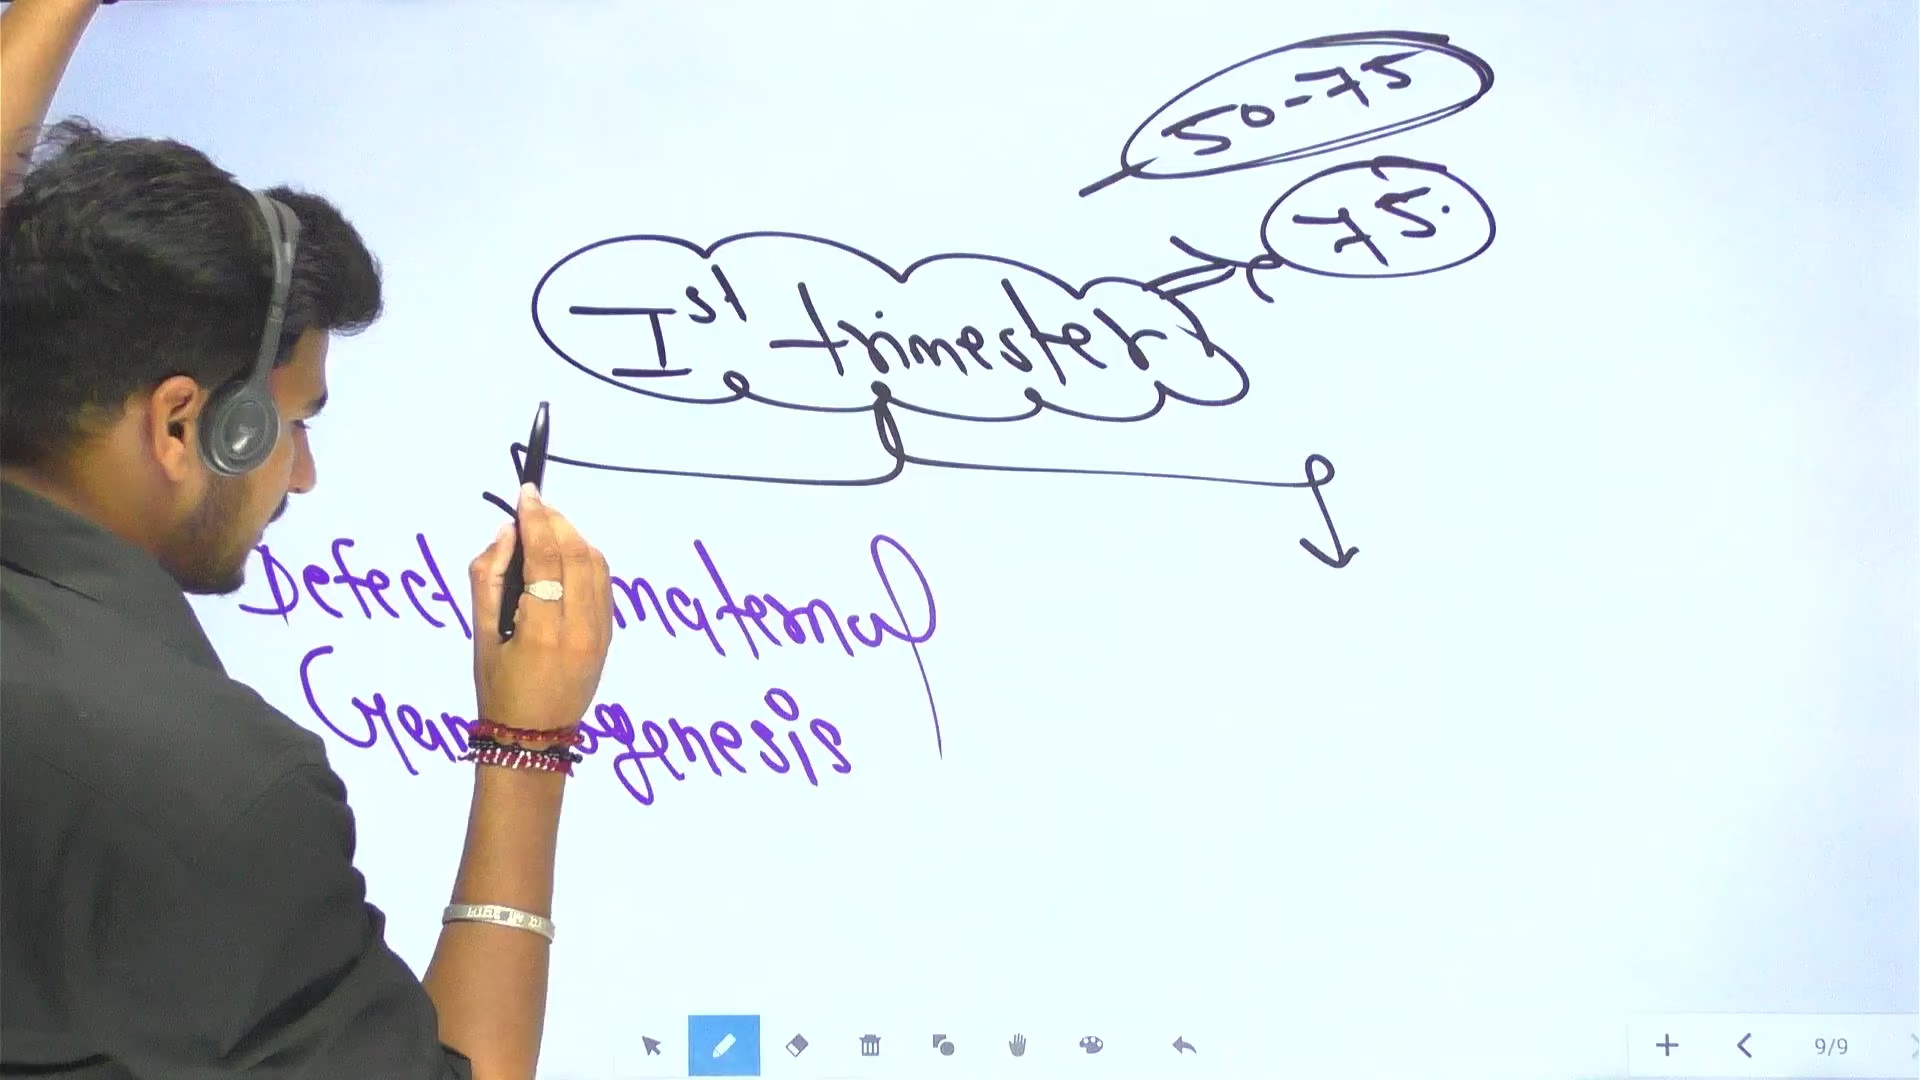 50-75
75.
Ist trimester
Defect maternal
genesis
9/9